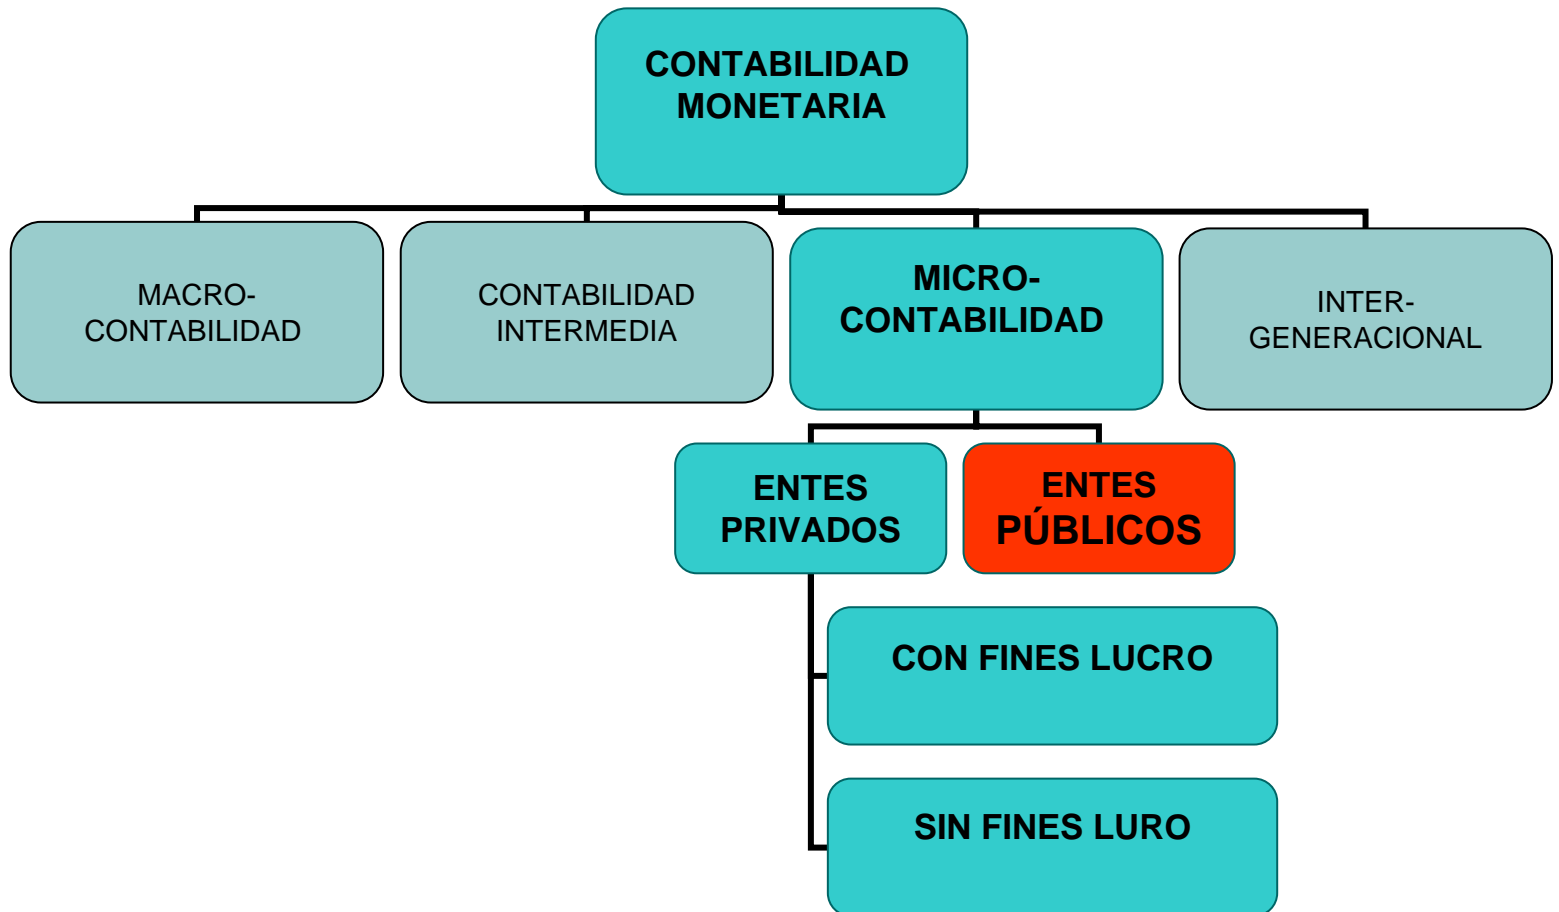 CONTABILIDAD
MONETARIA
MACRO-
CONTABILIDAD
CONTABILIDAD
INTERMEDIA
MICRO-
CONTABILIDAD
INTER-
GENERACIONAL
ENTES
PRIVADOS
ENTES
PÚBLICOS
CON FINES LUCRO
SIN FINES LURO